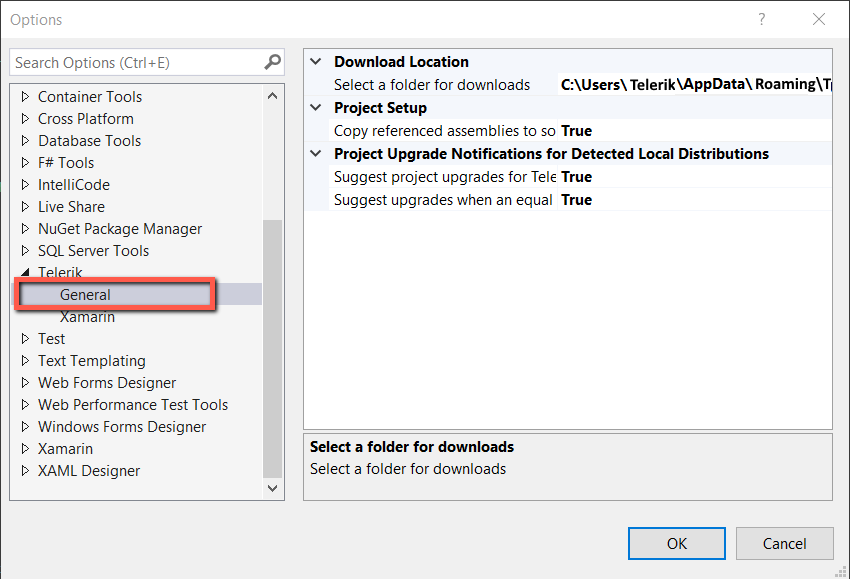 Options
Search Options (Ctrl+E)
Container Tools
Cross Platform
Database Tools
F# Tools
IntelliCode
Live Share
NuGet Package Manager
SQL Server Tools
Telerik
General
Xamarin
Test
Text Templating
Web Forms Designer
Web Performance Test Tools
Windows Forms Designer
Xamarin
XAML Designer
Download Location
Select a folder for downloads C:\Users\ Telerik\AppData\ Roaming\
Project Setup
Copy referenced assemblies to so True
Project Upgrade Notifications for Detected Local Distributions
Suggest project upgrades for Tele True
Suggest upgrades when an equal True
Select a folder for downloads
Select a folder for downloads
OK Cancel